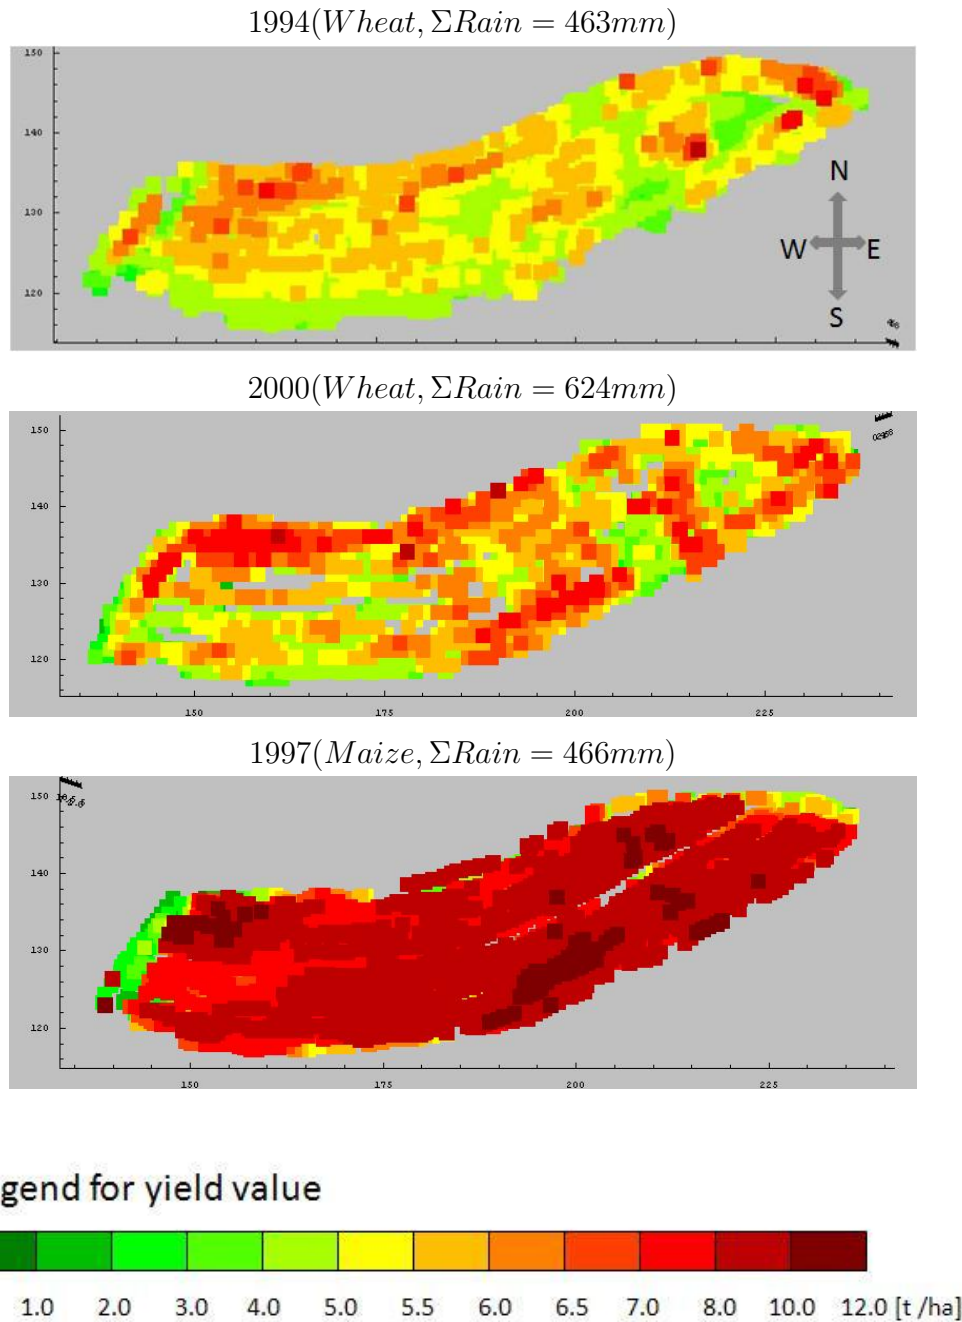 1994(Wheat, ΣRain = 463mm)
150
140
130
120
N
W E
S
2000(Wheat, ΣRain = 624mm)
150
140
130
120
150 175 200 225
1997(Maize, ΣRain = 466mm)
150
140
130
120
150 175 200 225
gend for yield value
1.0 2.0 3.0 4.0 5.0 5.5 6.0 6.5 7.0 8.0 10.0 12.0 [t /ha]